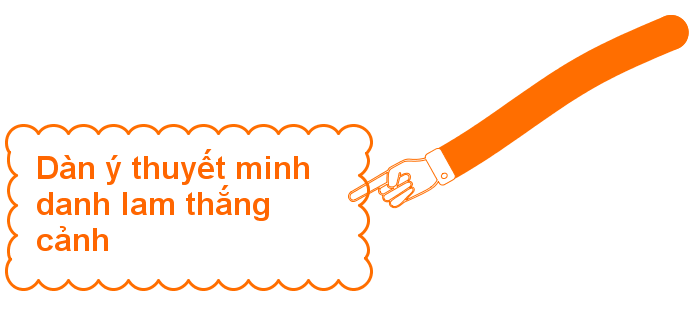 Dàn ý thuyết minh
danh lam thắng
cảnh